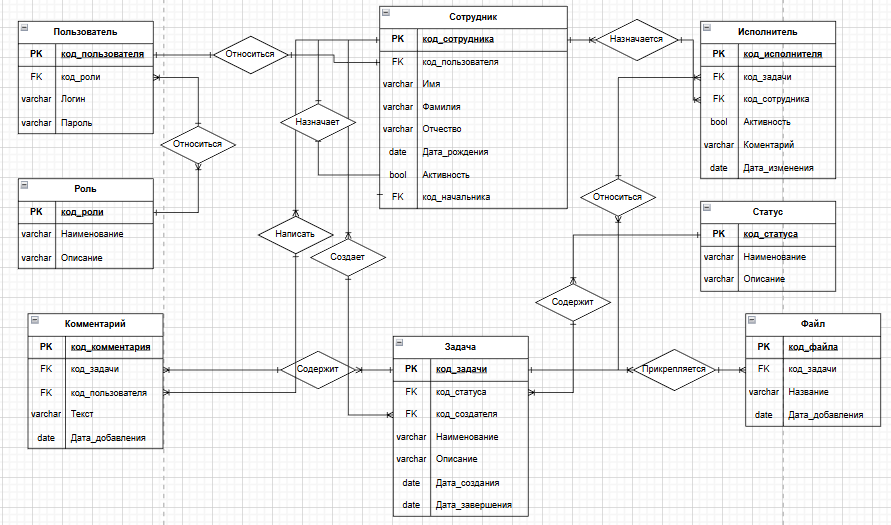 Пользователь
PK код_пользователя
FK код_роли
varchar Логин
varchar Пароль
Относиться
Сотрудник
PK код_сотрудника
FK код_пользователя
varchar Имя
varchar Фамилия
varchar Отчество
date Дата_рождения
bool Активность
FK код_начальника
Назначается
Исполнитель
PK код_исполнителя
FK код_задачи
FK код_сотрудника
bool Активность
varchar Коментарий
date Дата_изменения
Назначает
Относиться
Роль
PK код_роли
varchar Наименование
varchar Описание
Написать
Создает
Относиться
Статус
PK код_статуса
varchar Наименование
varchar Описание
Содержит
Комментарий
PK код_комментария
FK код_задачи
FK код_пользователя
varchar Текст
date Дата_добавления
Содержит
Задача
PK код_задачи
FK код_статуса
FK код_создателя
varchar Наименование
varchar Описание
date Дата_создания
date Дата_завершения
Прикрепляется
Файл
PK код_файла
FK код_задачи
varchar Название
date Дата_добавления